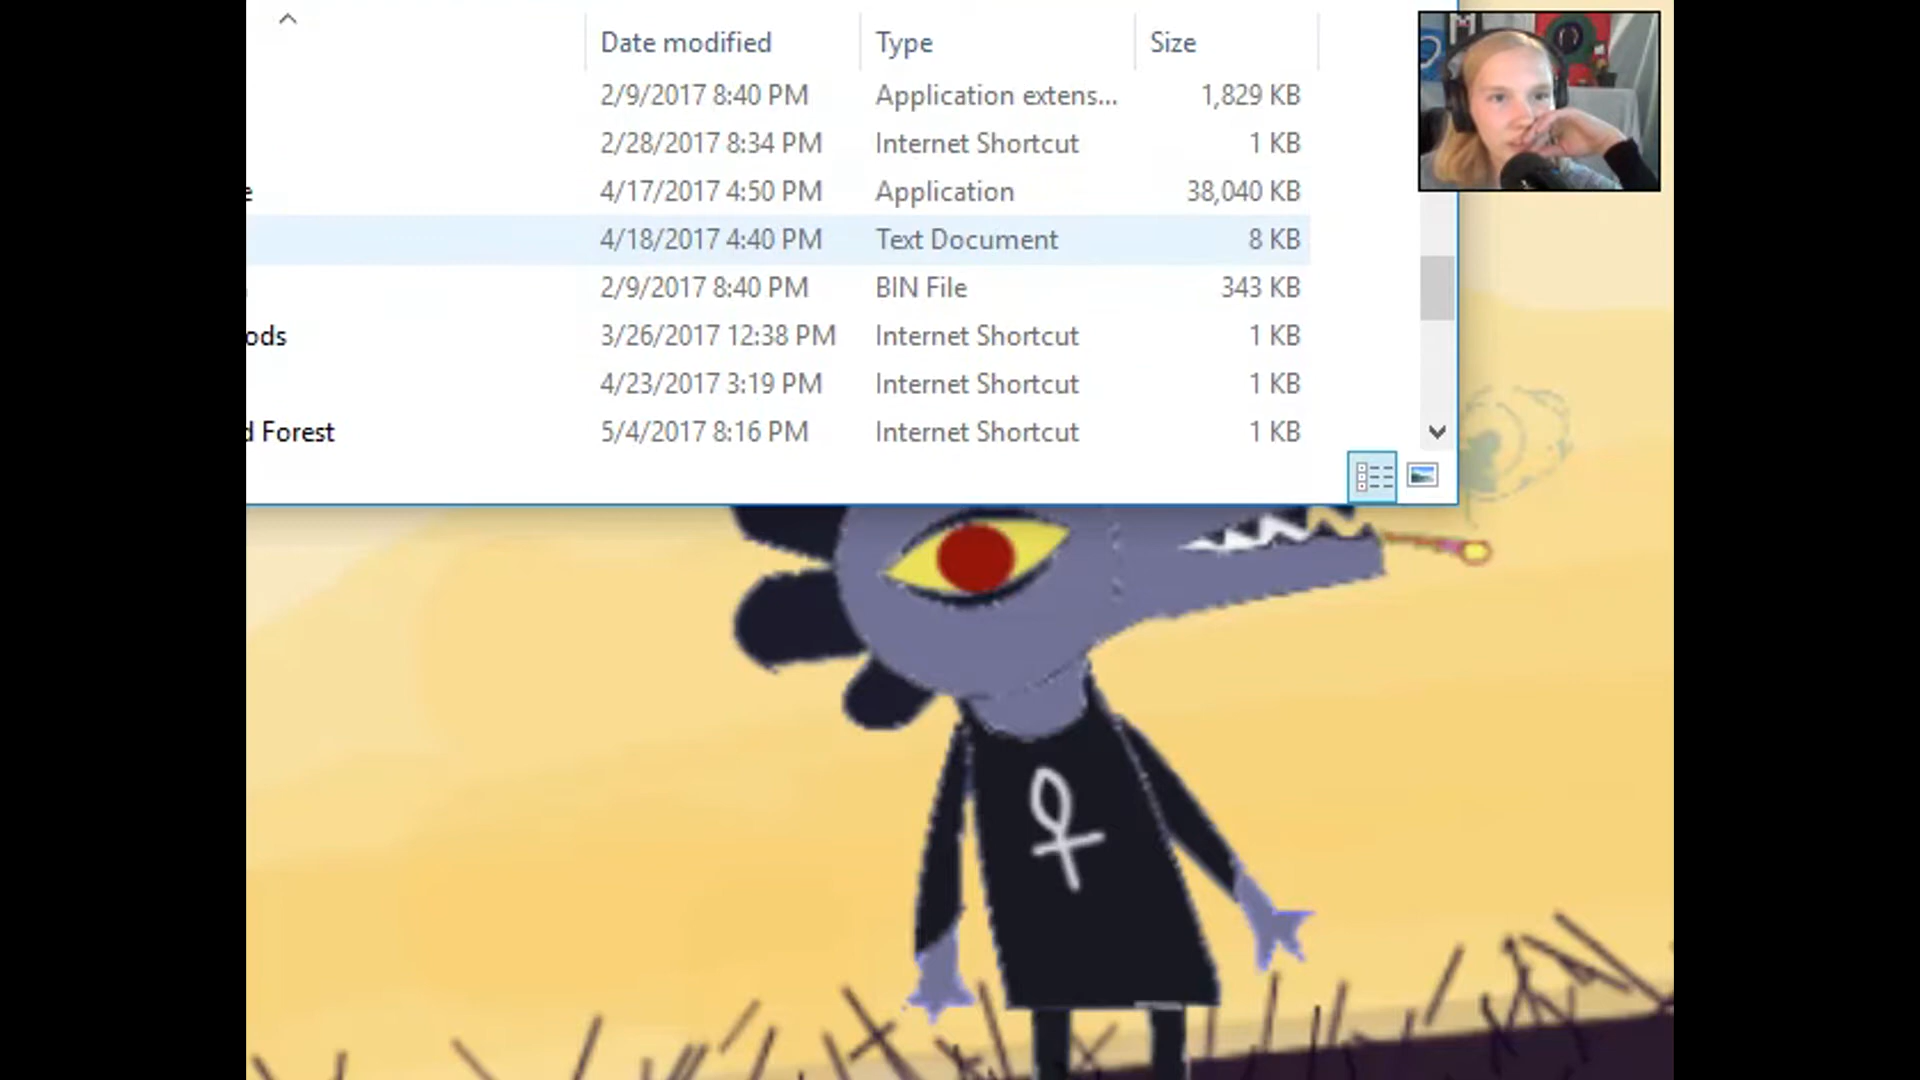 Date modified Type Size
2/9/2017 8:40 PM Application extens... 1,829 KB
2/28/2017 8:34 PM Internet Shortcut 1 KB
e 4/17/2017 4:50 PM Application 38,040 KB
4/18/2017 4:40 PM Text Document 8 KB
2/9/2017 8:40 PM BIN File 343 KB
ods 3/26/2017 12:38 PM Internet Shortcut 1 KB
4/23/2017 3:19 PM Internet Shortcut 1 KB
d Forest 5/4/2017 8:16 PM Internet Shortcut 1 KB